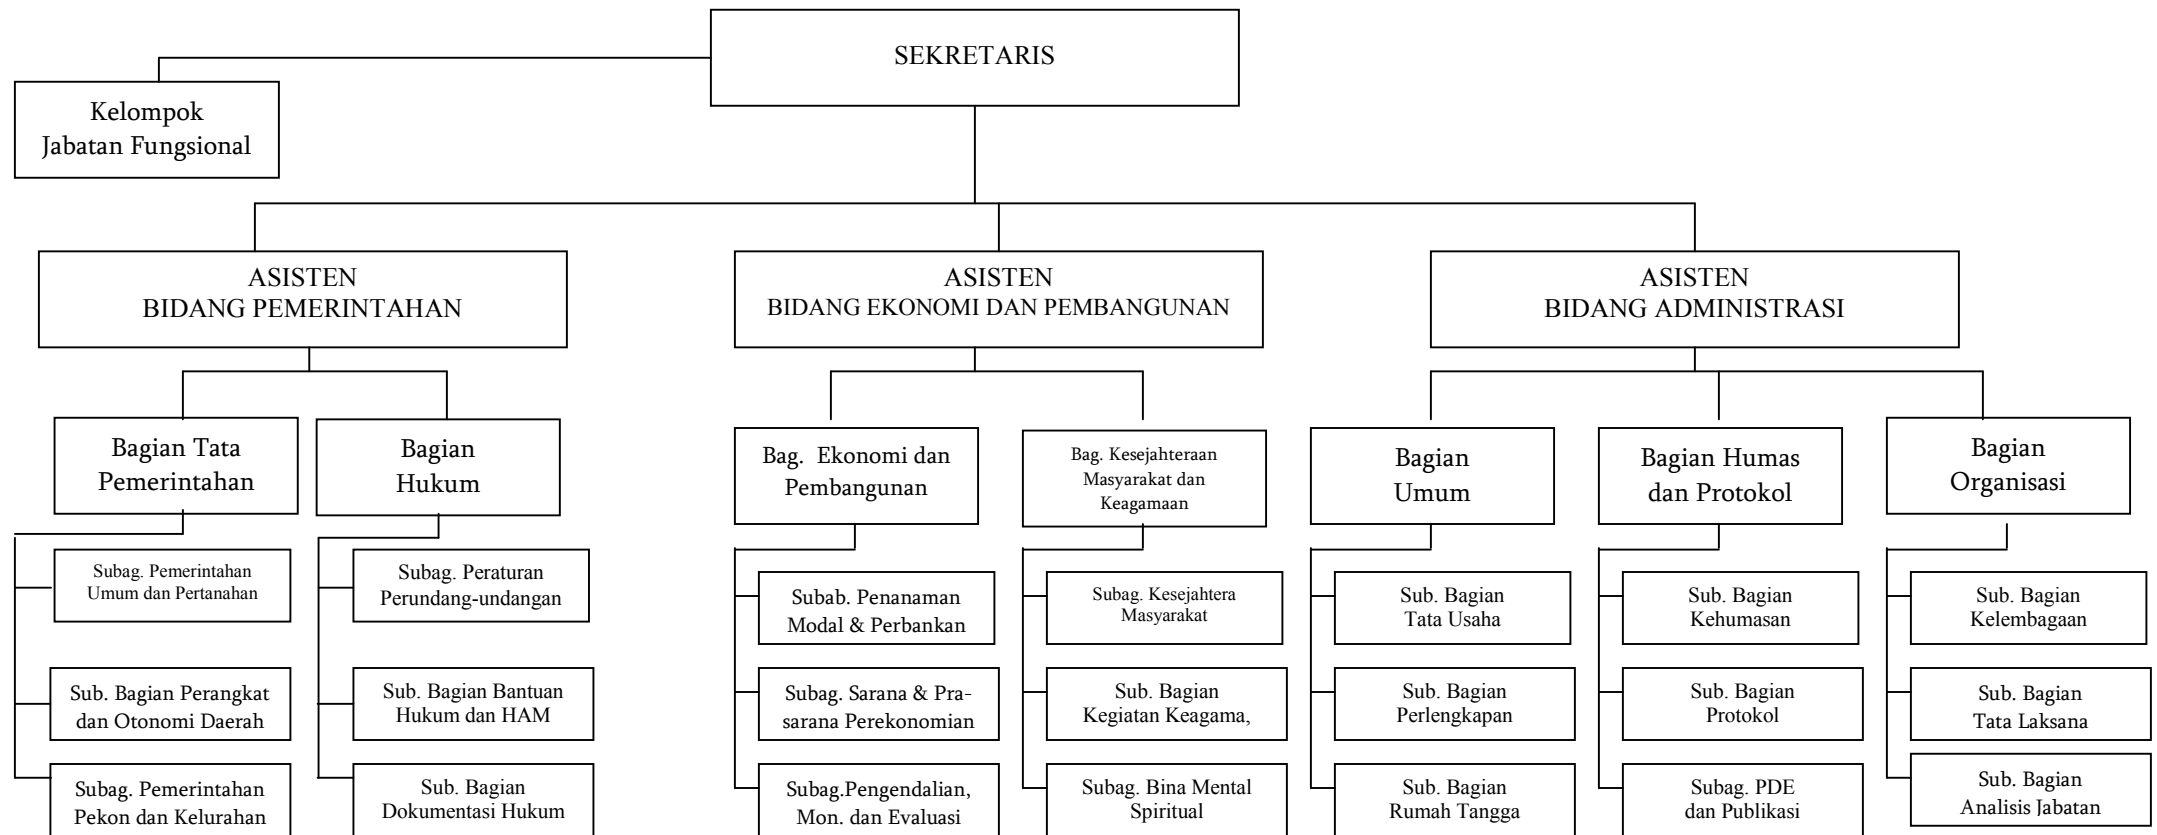 SEKRETARIS
Kelompok
Jabatan Fungsional
ASISTEN
BIDANG PEMERINTAHAN
ASISTEN
BIDANG EKONOMI DAN PEMBANGUNAN
ASISTEN
BIDANG ADMINISTRASI
Bagian Tata
Pemerintahan
Bagian
Hukum
Bag. Ekonomi dan
Pembangunan
Bag. Kesejahteraan
Masyarakat dan
Keagamaan
Bagian
Umum
Bagian Humas
dan Protokol
Bagian
Organisasi
Subag. Pemerintahan
Umum dan Pertanahan
Subag. Peraturan
Perundang-undangan
Subab. Penanaman
Modal & Perbankan
Subag. Kesejahtera
Masyarakat
Sub. Bagian
Tata Usaha
Sub. Bagian
Kehumasan
Sub. Bagian
Kelembagaan
Sub. Bagian Perangkat
dan Otonomi Daerah
Sub. Bagian Bantuan
Hukum dan HAM
Subag. Sarana & Pra-
sarana Perekonomian
Sub. Bagian
Kegiatan Keagama,
Sub. Bagian
Perlengkapan
Sub. Bagian
Protokol
Sub. Bagian
Tata Laksana
Subag. Pemerintahan
Pekon dan Kelurahan
Sub. Bagian
Dokumentasi Hukum
Subag.Pengendalian,
Mon. dan Evaluasi
Subag. Bina Mental
Spiritual
Sub. Bagian
Rumah Tangga
Subag. PDE
dan Publikasi
Sub. Bagian
Analisis Jabatan